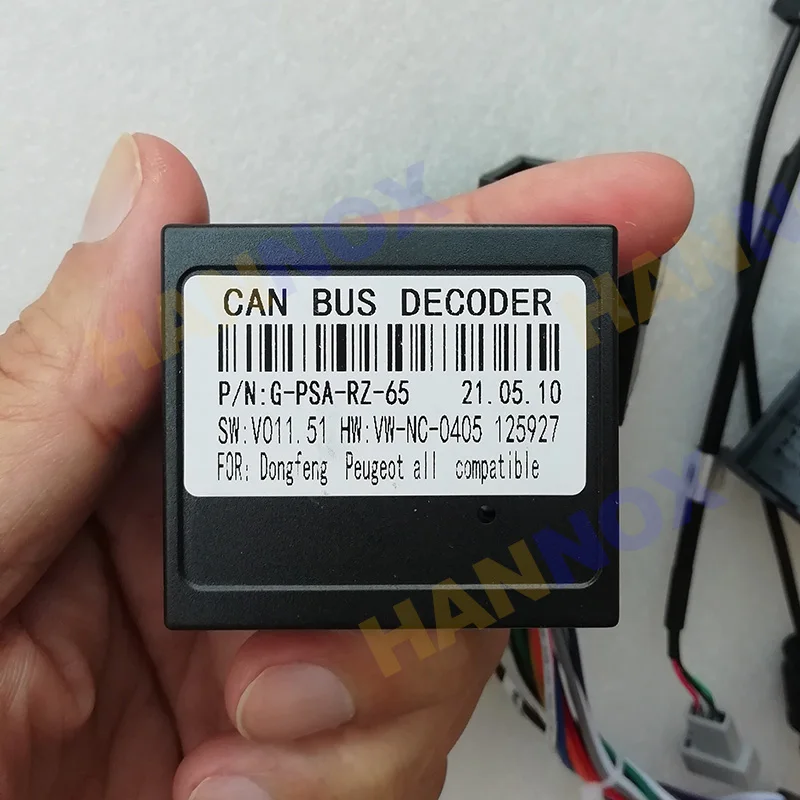 CAN BUS DECODER
P/N:G-PSA-RZ-65 21.05.10
SW:V011.51 HW:VW-NC-0405 125927
FOR: Dongfeng Peugeot all compatible
HANNOX
HANNOX
HANNOX